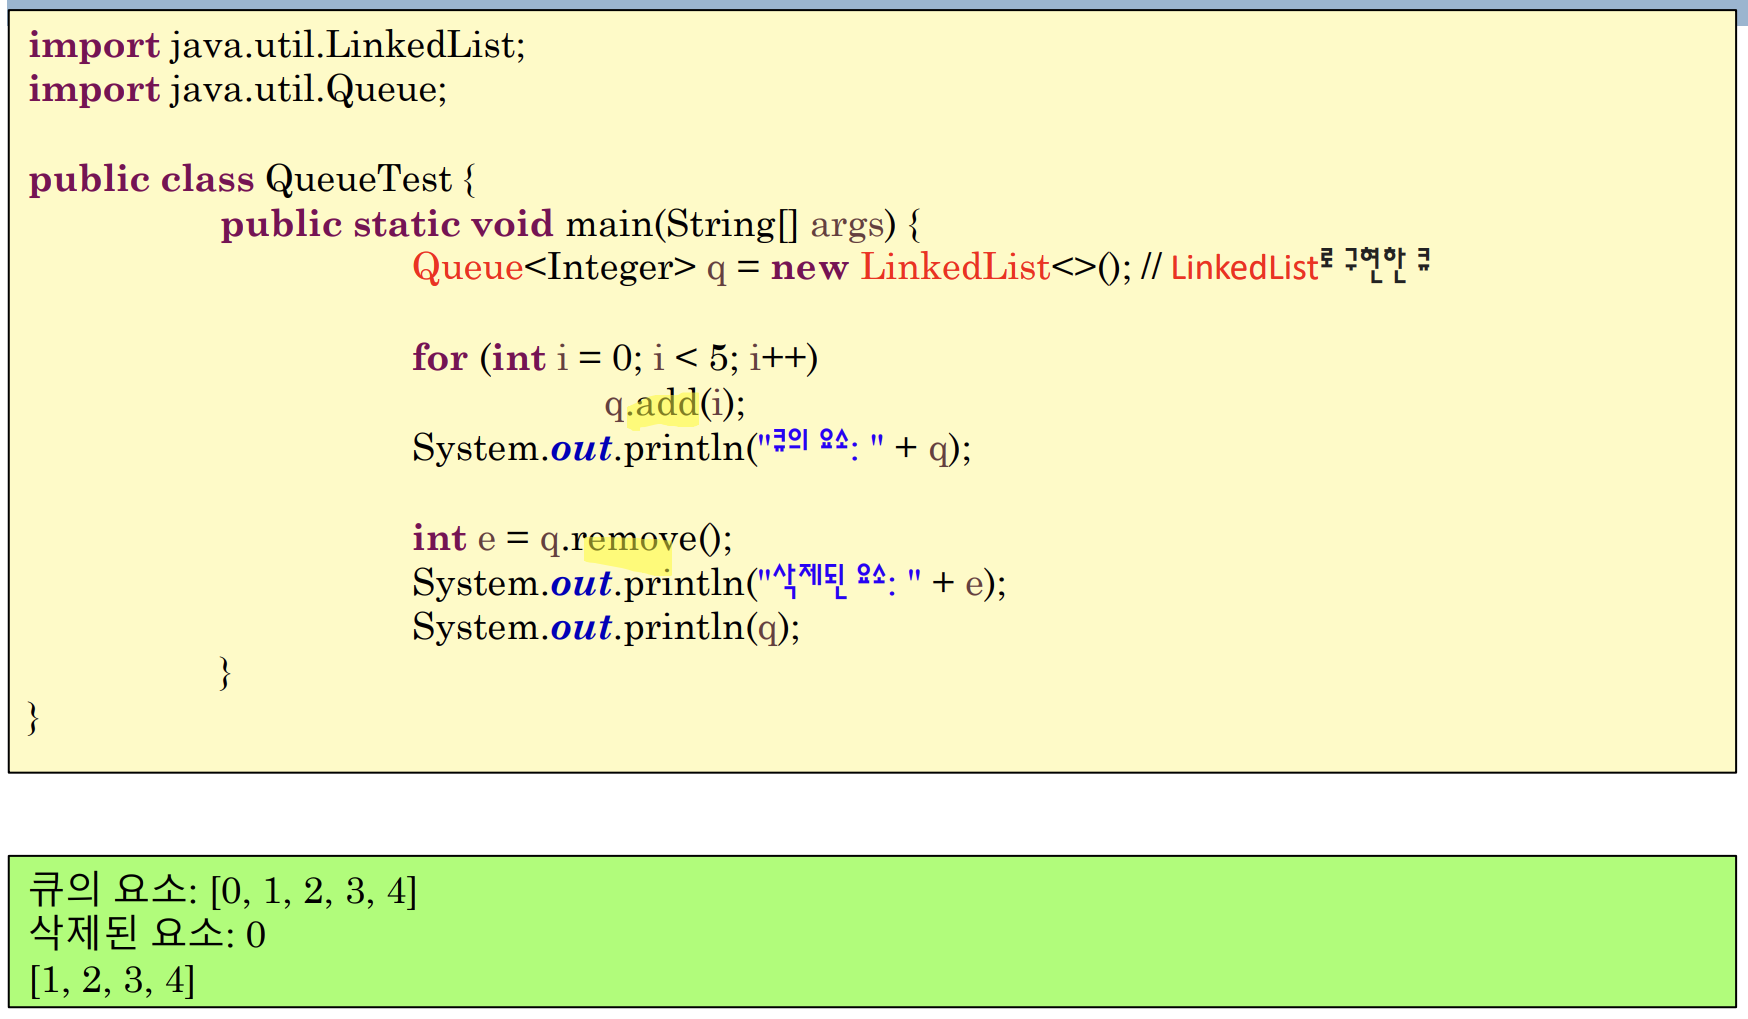 import java.util.LinkedList;
import java.util.Queue;
public class QueueTest {
public static void main(String[] args) {
Queue<Integer> q = new LinkedList<>(); // LinkedList로 구현한 큐
for (int i = 0; i < 5; i++)
q.add(i);
System.out.println("큐의 요소: " + q);
int e = q.remove();
System.out.println("삭제된 요소: " + e);
System.out.println(q);
}
}
큐의 요소: [0, 1, 2, 3, 4]
삭제된 요소: 0
[1, 2, 3, 4]